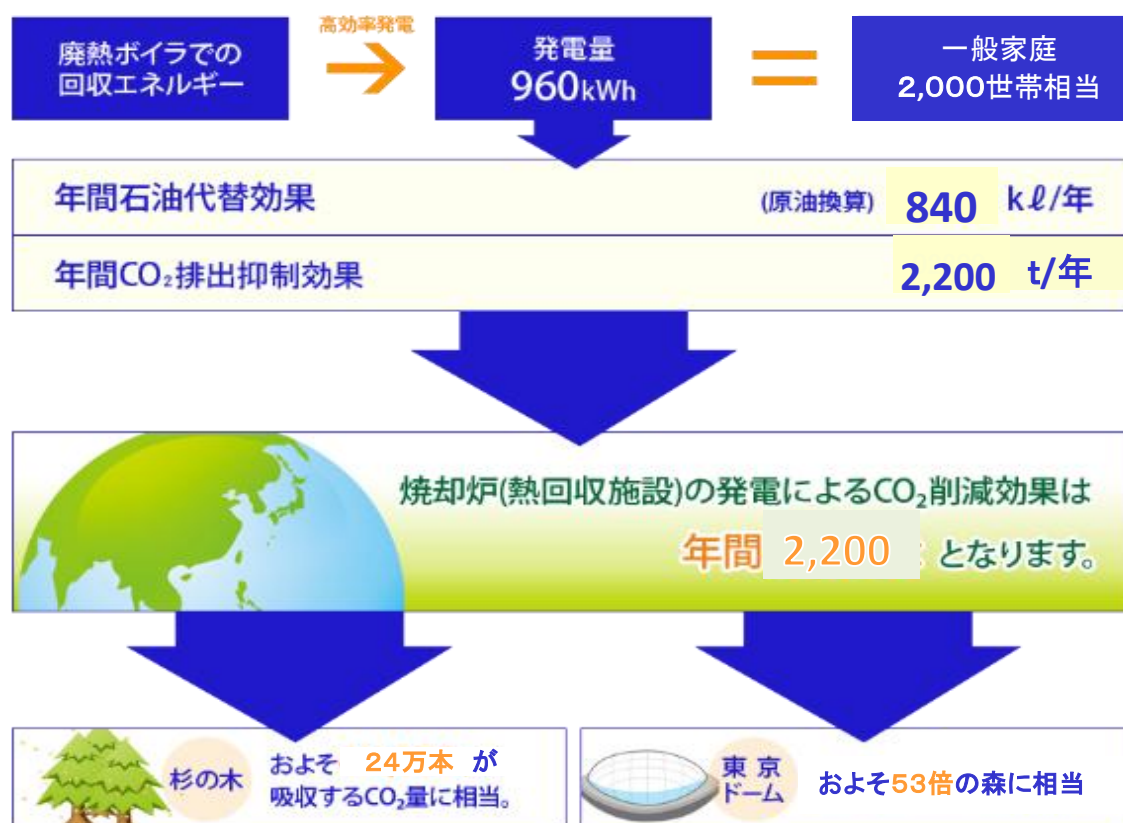 高効率発電
廃熱ボイラでの
回収エネルギー
発電量
960kWh
一般家庭
2,000世帯相当
年間石油代替効果
(原油換算) 840 kℓ/年
年間CO₂排出抑制効果
2,200 t/年
焼却炉(熱回収施設)の発電によるCO₂削減効果は
年間 2,200 となります。
杉の木
およそ 24万本 が
吸収するCO₂量に相当。
東京
ドーム
およそ53倍の森に相当